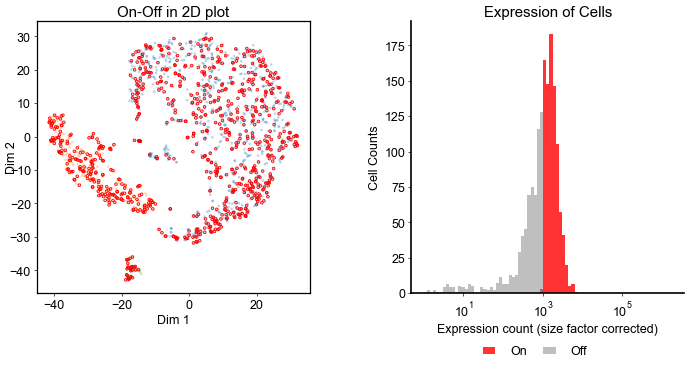 On-Off in 2D plot
Dim 2
30
20
10
0
−10
−20
−30
−40
−40
−20
0
20
Dim 1
Expression of Cells
Cell Counts
175
150
125
100
75
50
25
0
10^1
10^3
10^5
Expression count (size factor corrected)
On
Off